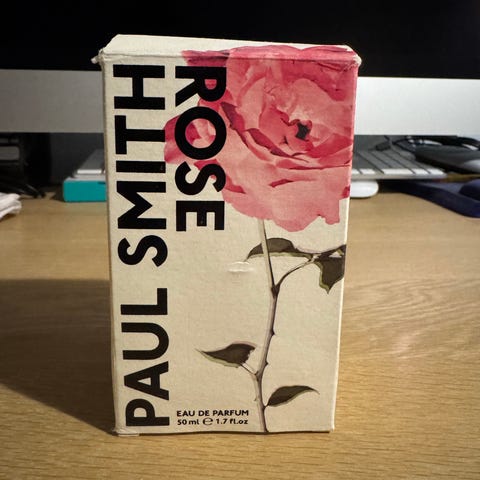 PAUL SMITH
ROSE
EAU DE PARFUM
50 ml ℮ 1.7 fl.oz